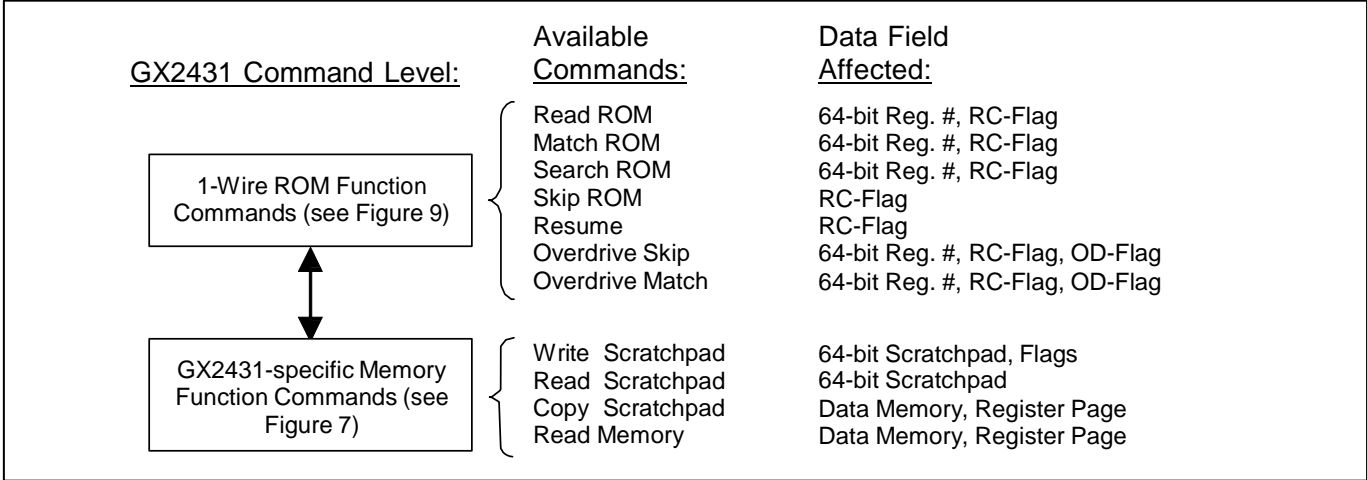 GX2431 Command Level:
Available
Commands:
Data Field
Affected:
1-Wire ROM Function
Commands (see Figure 9)
Read ROM 64-bit Reg. #, RC-Flag
Match ROM 64-bit Reg. #, RC-Flag
Search ROM 64-bit Reg. #, RC-Flag
Skip ROM RC-Flag
Resume RC-Flag
Overdrive Skip 64-bit Reg. #, RC-Flag, OD-Flag
Overdrive Match 64-bit Reg. #, RC-Flag, OD-Flag
GX2431-specific Memory
Function Commands (see
Figure 7)
Write Scratchpad 64-bit Scratchpad, Flags
Read Scratchpad 64-bit Scratchpad
Copy Scratchpad Data Memory, Register Page
Read Memory Data Memory, Register Page